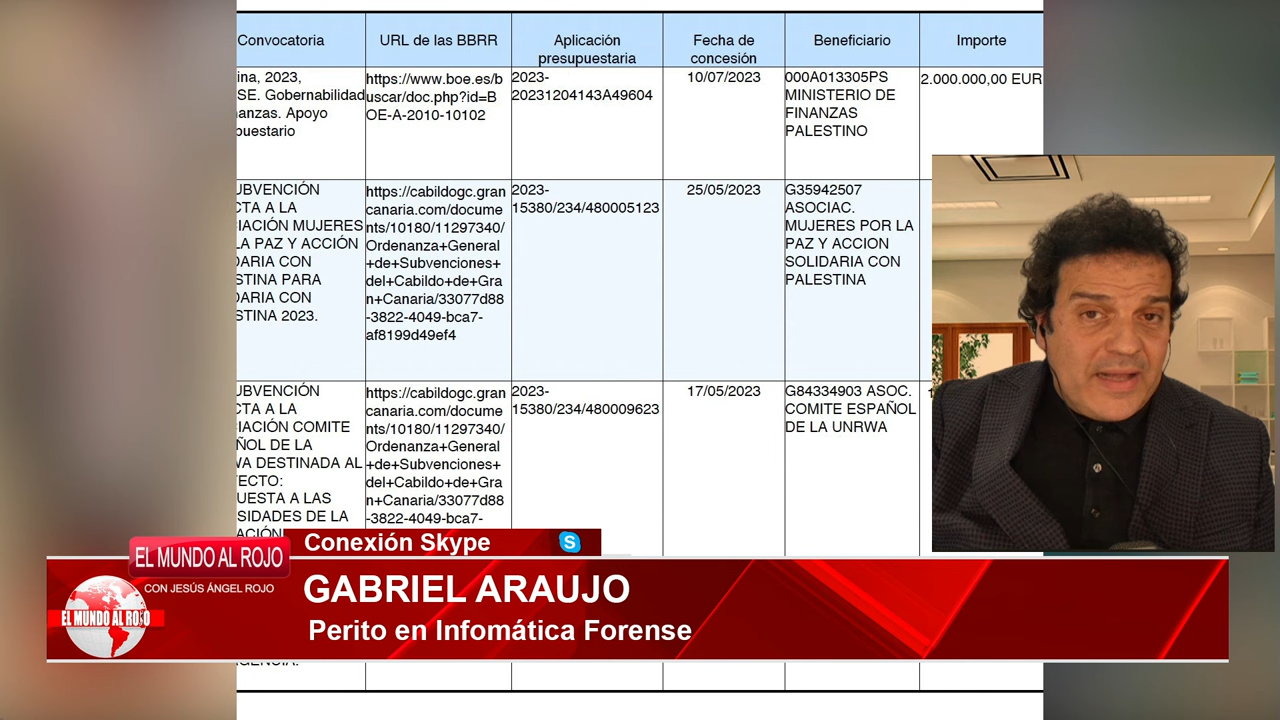 Convocatoria
URL de las BBRR
Aplicación
presupuestaria
Fecha de
concesión
Beneficiario
Importe
ina, 2023,
SE. Gobernabilidad
anzas. Apoyo
puestario
https://www.boe.es/b
uscar/doc.php?id=B
OE-A-2010-10102
2023-
20231204143A49604
10/07/2023
000A013305PS
MINISTERIO DE
FINANZAS
PALESTINO
2.000.000,00 EUR
UBVENCIÓN
CTA A LA
CIACIÓN MUJERES
LA PAZ Y ACCIÓN
DARIA CON
ESTINA PARA
DARIA CON
STINA 2023.
https://cabildogc.gran
canaria.com/docume
nts/10180/11297340/
Ordenanza+General
+de+Subvenciones+
del+Cabildo+de+Gra
n+Canaria/33077d88
-3822-4049-bca7-
af8199d49ef4
2023-
15380/234/480005123
25/05/2023
G35942507
ASOCIAC.
MUJERES POR LA
PAZ Y ACCION
SOLIDARIA CON
PALESTINA
UBVENCIÓN
CTA A LA
CIACIÓN COMITE
ÑOL DE LA
WA DESTINADA AL
ECTO:
UESTA A LAS
SIDADES DE LA
https://cabildogc.gran
canaria.com/docume
nts/10180/11297340/
Ordenanza+General
+de+Subvenciones+
del+Cabildo+de+Gra
n+Canaria/33077d88
-3822-4049-bca7-
2023-
15380/234/480009623
17/05/2023
G84334903 ASOC.
COMITE ESPAÑOL
DE LA UNRWA
Conexión Skype
EL MUNDO AL ROJO
CON JESÚS ÁNGEL ROJO
EL MUNDO AL ROJO
GABRIEL ARAUJO
Perito en Infomática Forense